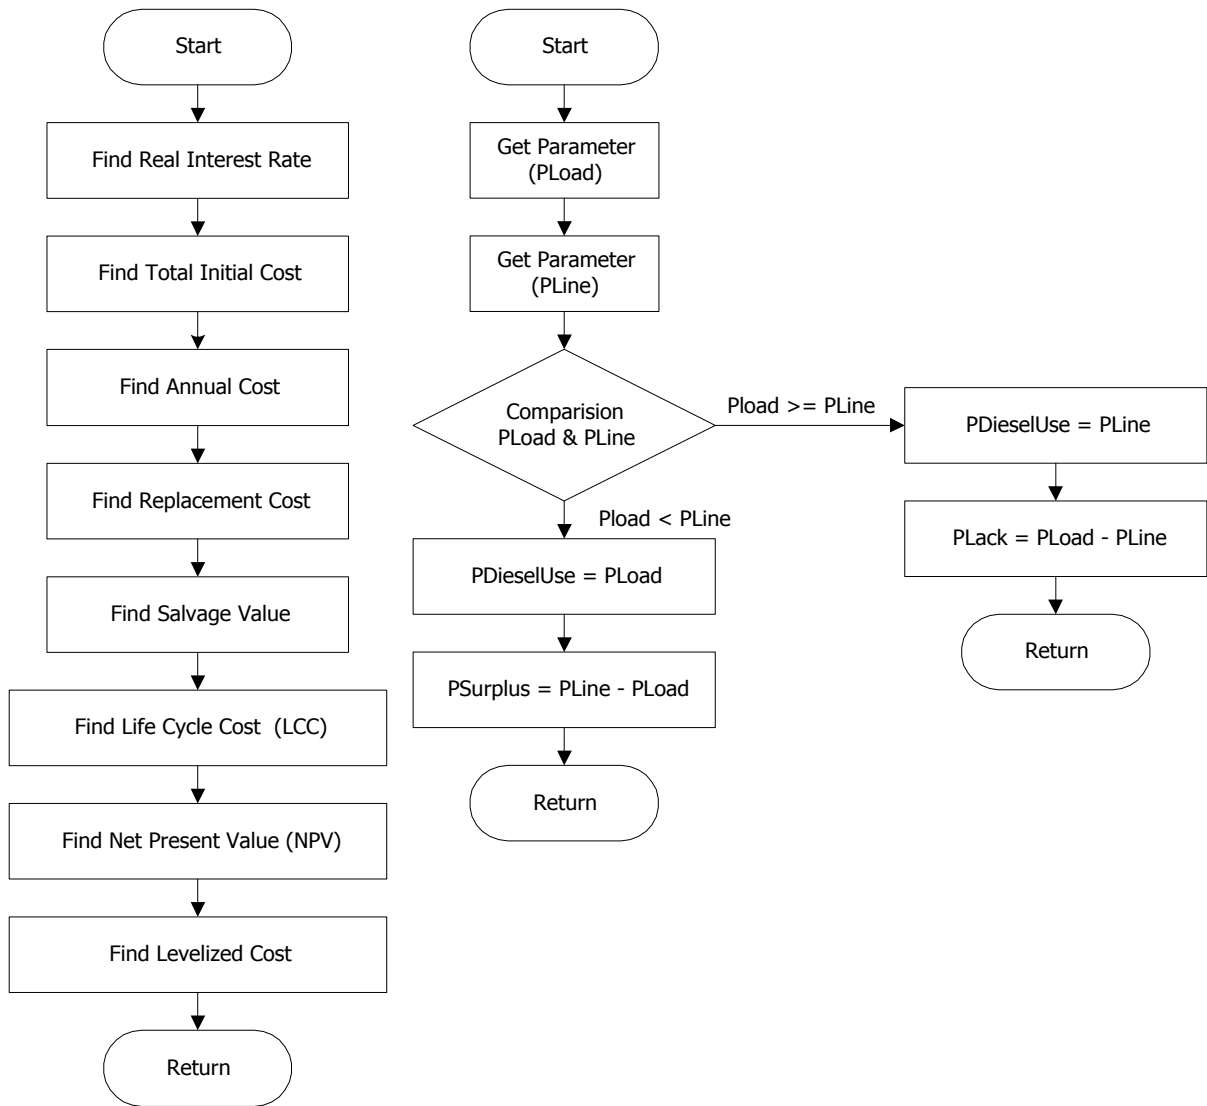 Start
Find Real Interest Rate
Find Total Initial Cost
Find Annual Cost
Find Replacement Cost
Find Salvage Value
Find Life Cycle Cost  (LCC)
Find Net Present Value (NPV)
Find Levelized Cost
Return
Start
Get Parameter
(PLoad)
Get Parameter
(PLine)
Comparision
PLoad & PLine
Pload < PLine
PDieselUse = PLoad
PSurplus = PLine - PLoad
Return
Pload >= PLine
PDieselUse = PLine
PLack = PLoad - PLine
Return